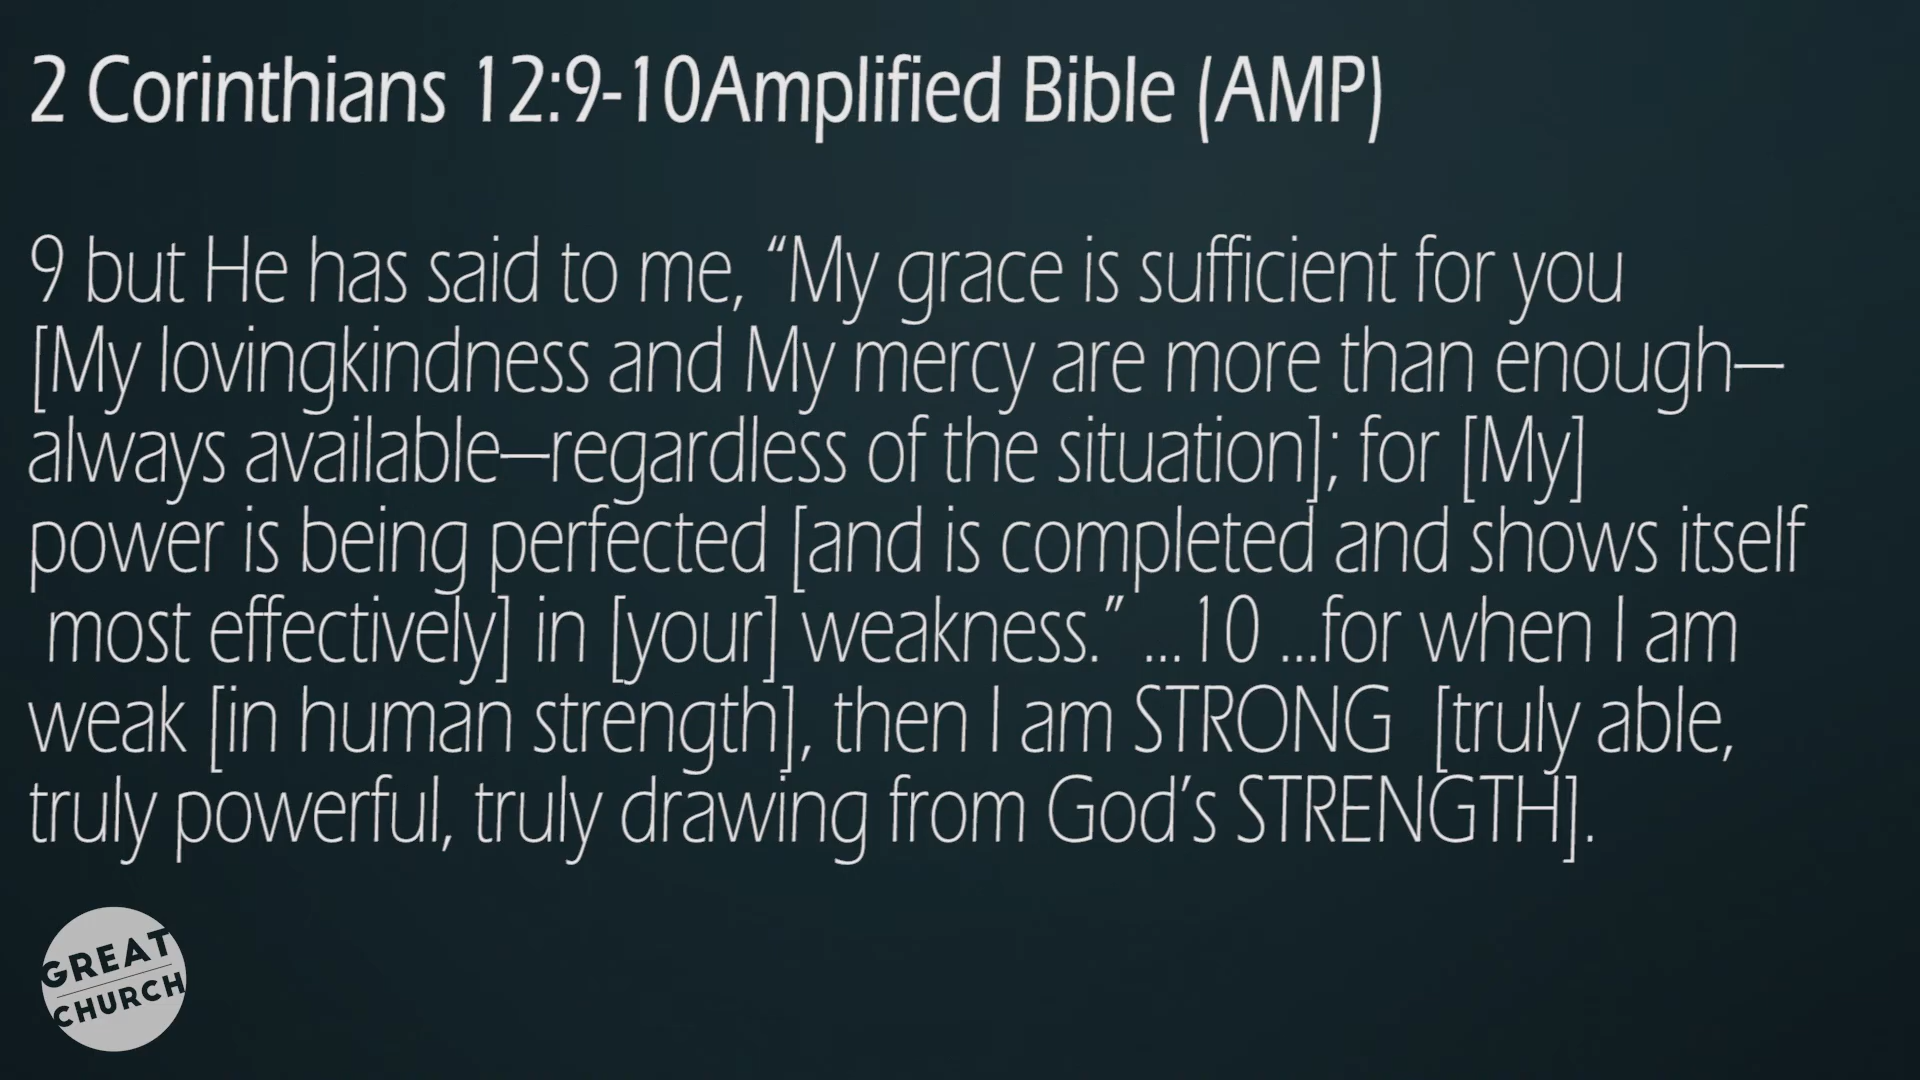 2 Corinthians 12:9-10Amplified Bible (AMP)
9 but He has said to me, “My grace is sufficient for you
[My lovingkindness and My mercy are more than enough—
always available—regardless of the situation]; for [My]
power is being perfected [and is completed and shows itself
most effectively] in [your] weakness.” ...10 ...for when I am
weak [in human strength], then I am STRONG [truly able,
truly powerful, truly drawing from God’s STRENGTH].
GREAT
CHURCH